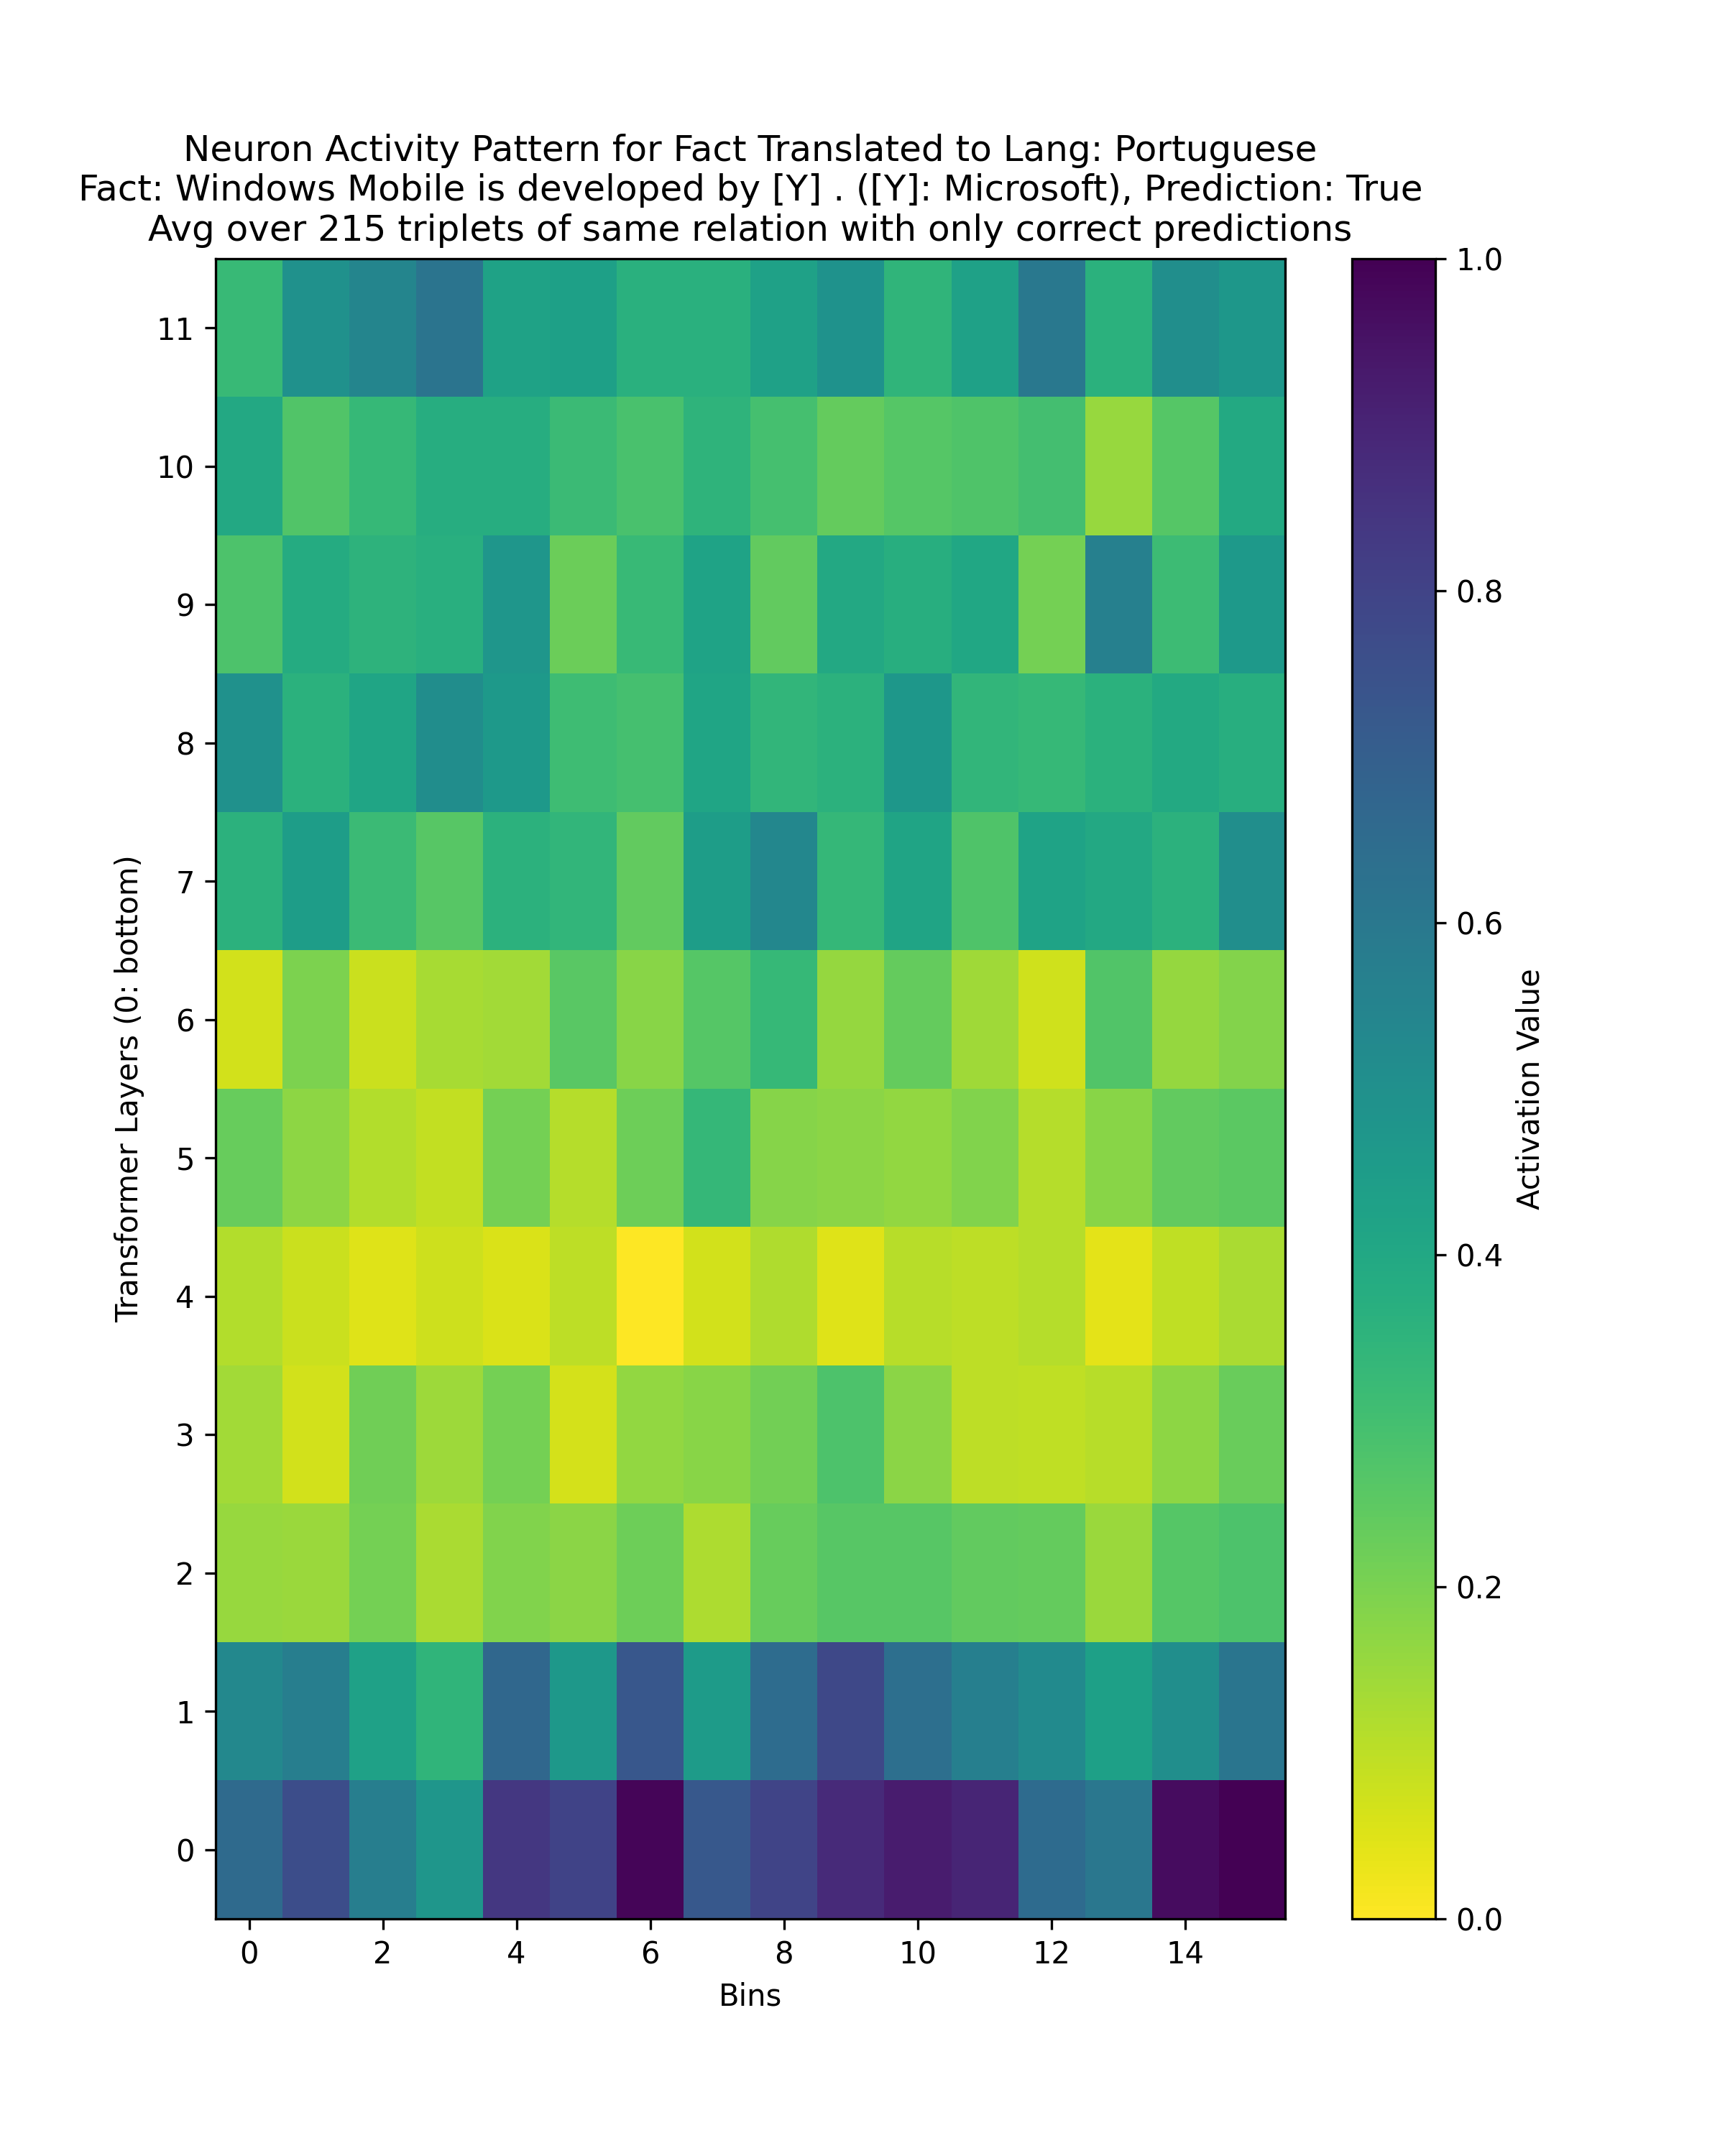 Neuron Activity Pattern for Fact Translated to Lang: Portuguese
Fact: Windows Mobile is developed by [Y] . ([Y]: Microsoft), Prediction: True
Avg over 215 triplets of same relation with only correct predictions
11
10
9
8
7
6
5
4
3
2
1
0
Transformer Layers (0: bottom)
0 2 4 6 8 10 12 14
Bins
1.0
0.8
0.6
0.4
0.2
0.0
Activation Value